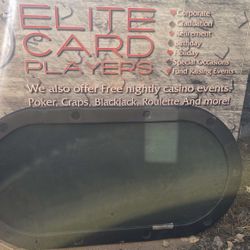 ELITE
CARD
PLAYERS
Corporate
Graduation
Retirement
Birthday
Holiday
Special Occasions
Fund Raising Events
We also offer Free nightly casino events-
Poker, Craps, Blackjack, Roulette And more!